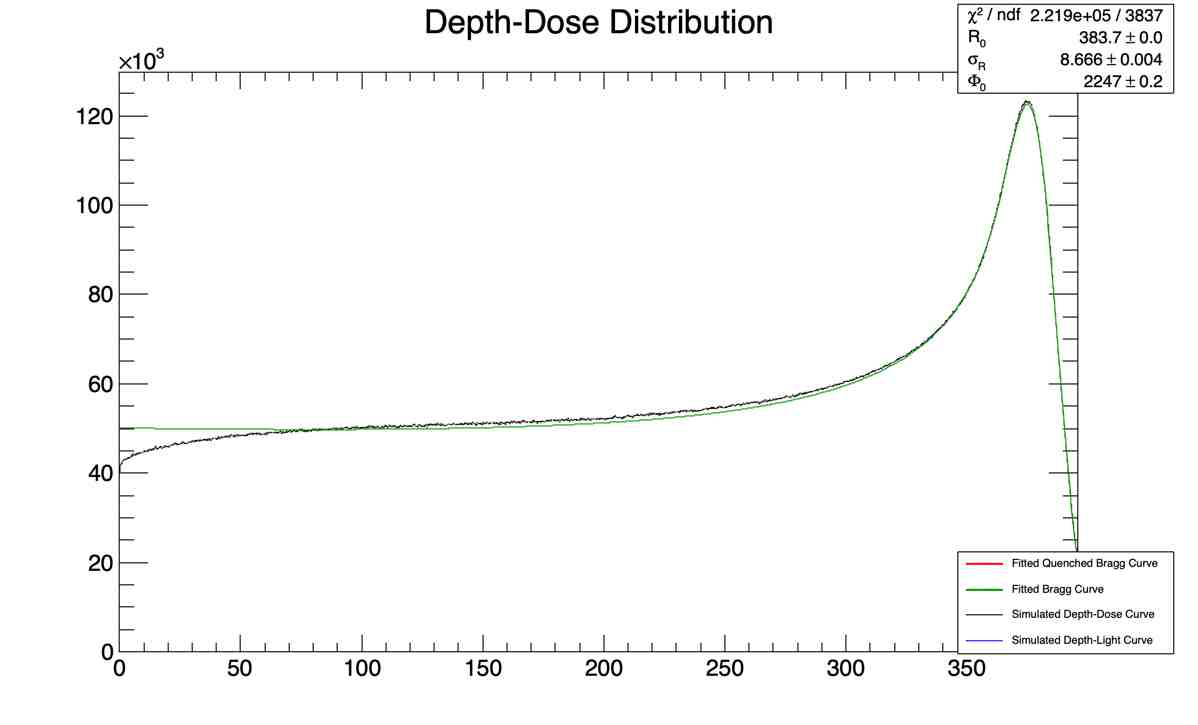 Depth-Dose Distribution
χ² / ndf 2.219e+05 / 3837
R₀ 383.7 ± 0.0
σ_R 8.666 ± 0.004
Φ₀ 2247 ± 0.2
×10³
120
100
80
60
40
20
0
Fitted Quenched Bragg Curve
Fitted Bragg Curve
Simulated Depth-Dose Curve
Simulated Depth-Light Curve
0 50 100 150 200 250 300 350